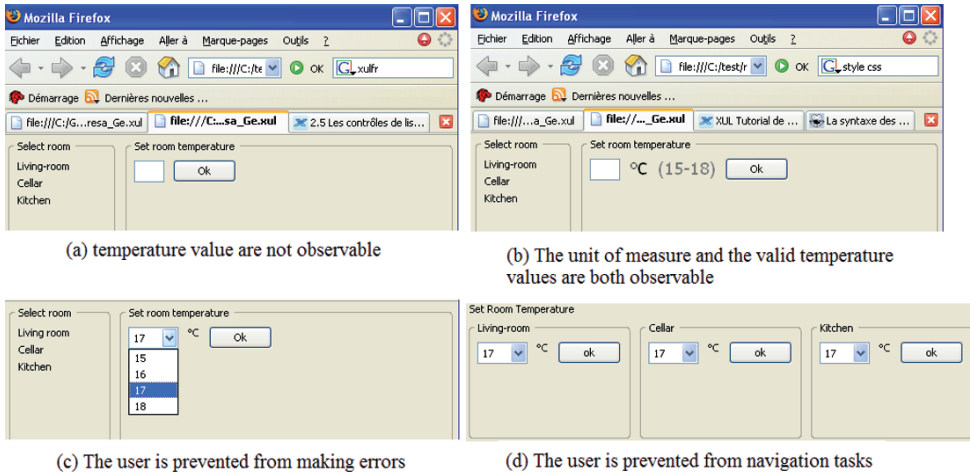 Mozilla Firefox
Fichier Edition Affichage Aller à Marque-pages Outils ?
file:///C:/te OK G xulfr
Démarrage Dernières nouvelles ...
file:///C:/G...resa_Ge.xul file:///C:...sa_Ge.xul 2.5 Les contrôles de lis...
Select room Set room temperature
Living-room
Cellar
Kitchen
Ok
(a) temperature value are not observable
Mozilla Firefox
Fichier Edition Affichage Aller à Marque-pages Outils ?
file:///C:/test/r OK G style css
Démarrage Dernières nouvelles ...
file:///...a_Ge.xul file://..._Ge.xul XUL Tutorial de ... La syntaxe des ...
Select room Set room temperature
Living-room
Cellar
Kitchen
°C (15-18) Ok
(b) The unit of measure and the valid temperature
values are both observable
Select room Set room temperature
Living room
Cellar
Kitchen
17 °C Ok
15
16
17
18
(c) The user is prevented from making errors
Set Room Temperature
Living-room Cellar Kitchen
17 °C ok 17 °C ok 17 °C ok
(d) The user is prevented from navigation tasks